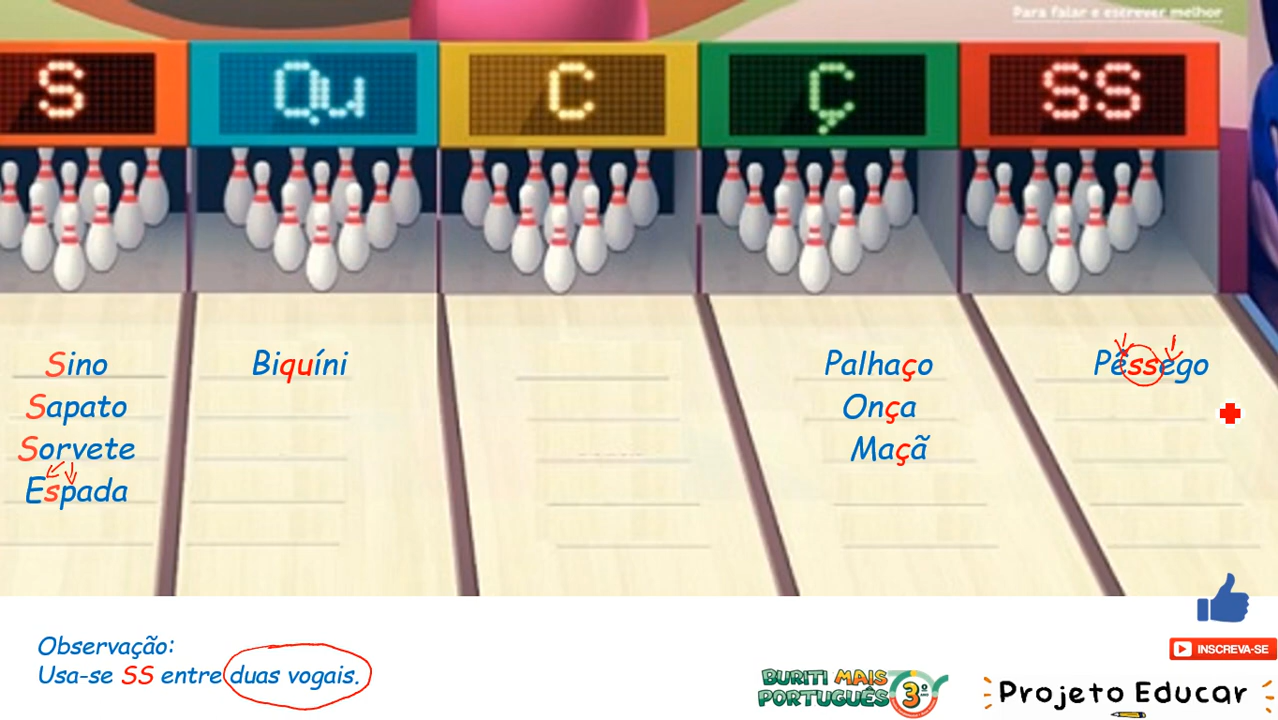 Para falar e escrever melhor
S
Qu
C
Ç
SS
Sino
Sapato
Sorvete
Espada
Biquíni
Palhaço
Onça
Maçã
Pêssego
Observação:
Usa-se SS entre duas vogais.
BURITI MAIS
PORTUGUÊS
3º
INSCREVA-SE
Projeto Educar